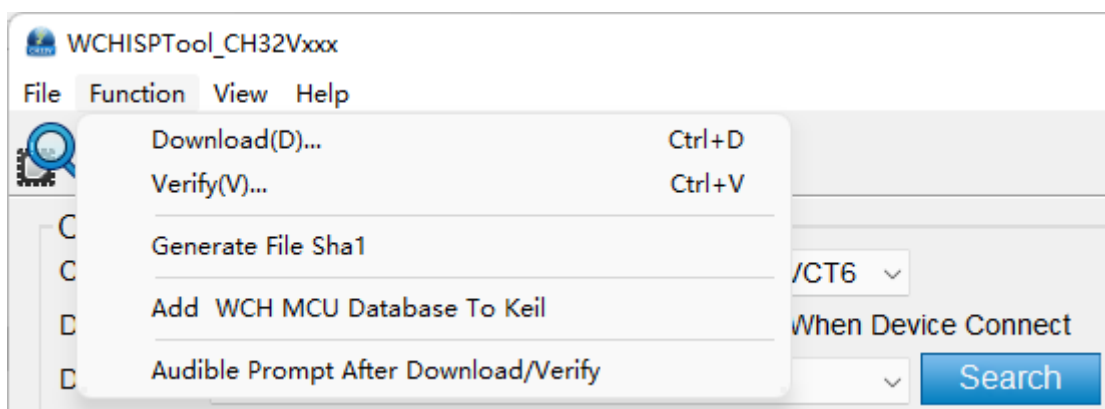 WCHISPTool_CH32Vxxx
File Function View Help
Download(D)... Ctrl+D
Verify(V)... Ctrl+V
Generate File Sha1
Add WCH MCU Database To Keil
VCT6
When Device Connect
Audible Prompt After Download/Verify
Search